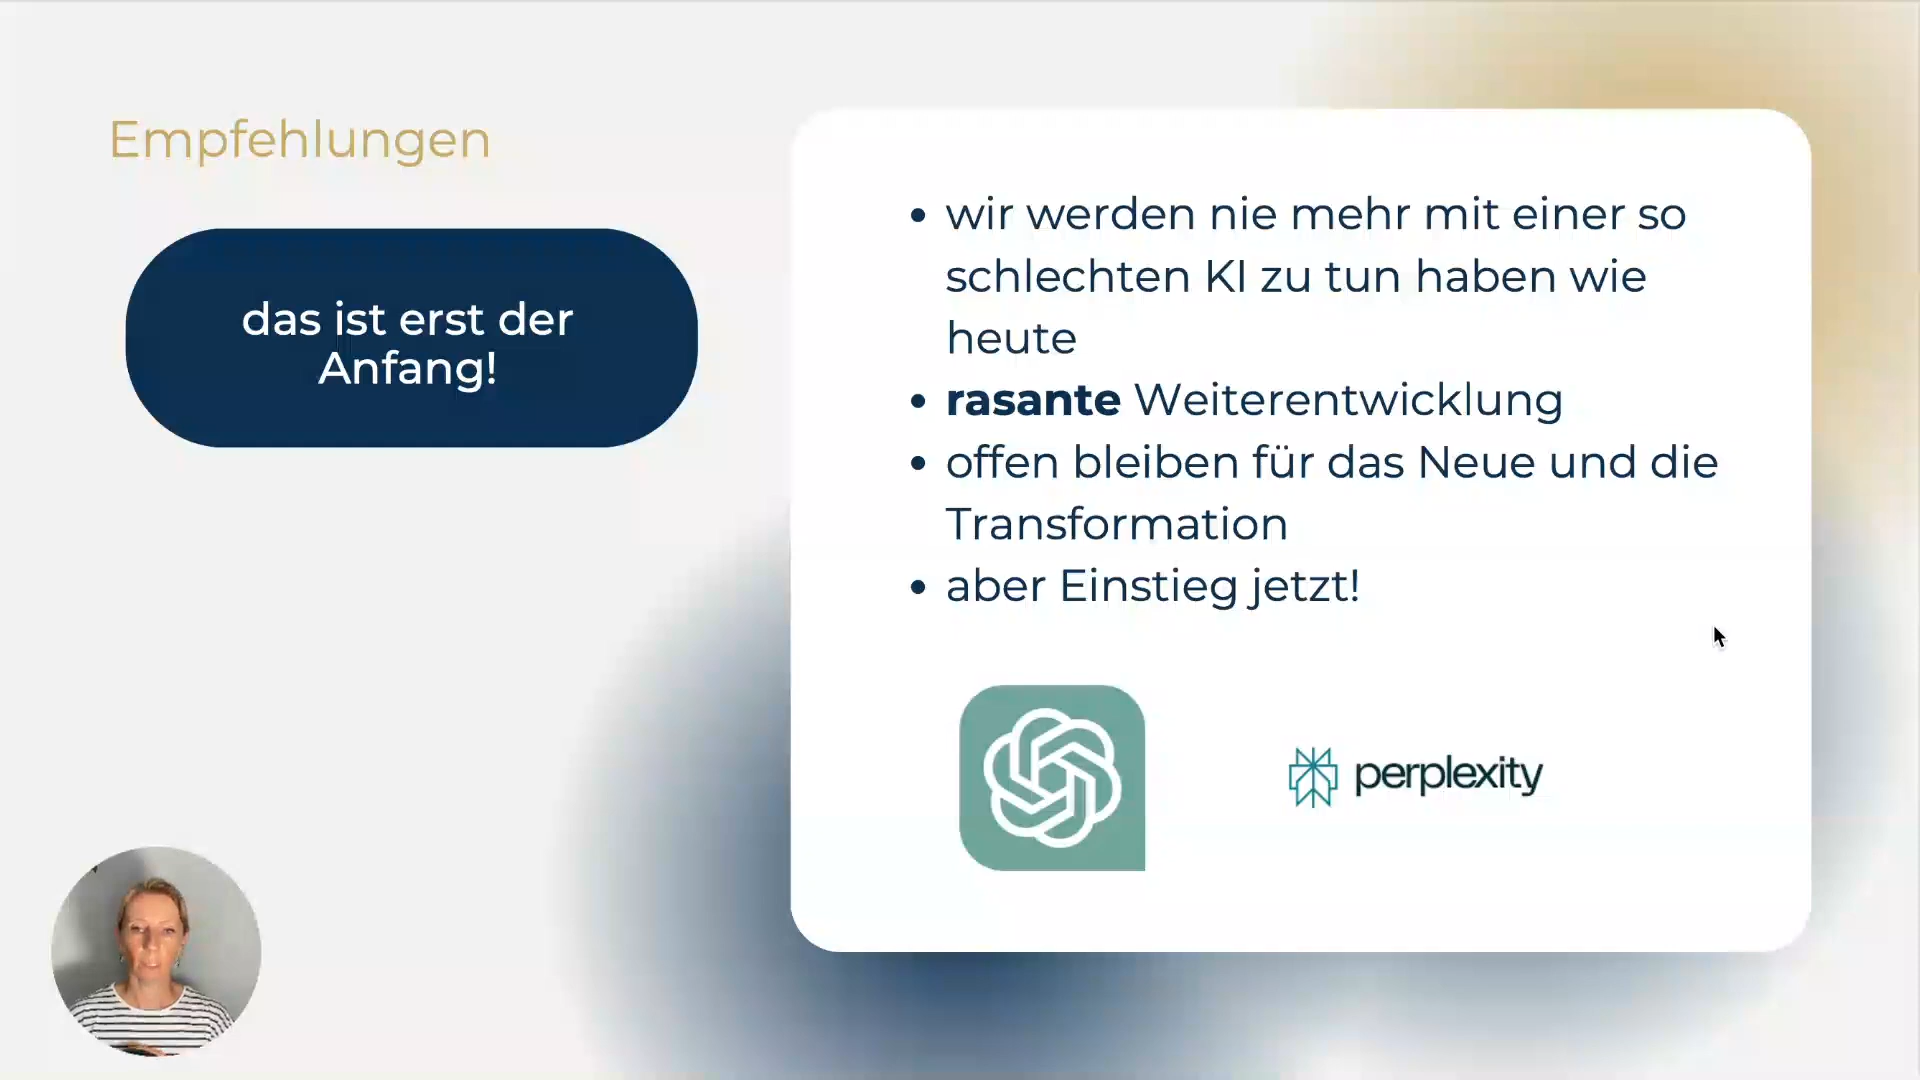 Empfehlungen
das ist erst der
Anfang!
• wir werden nie mehr mit einer so
schlechten KI zu tun haben wie
heute
• rasante Weiterentwicklung
• offen bleiben für das Neue und die
Transformation
• aber Einstieg jetzt!
perplexity